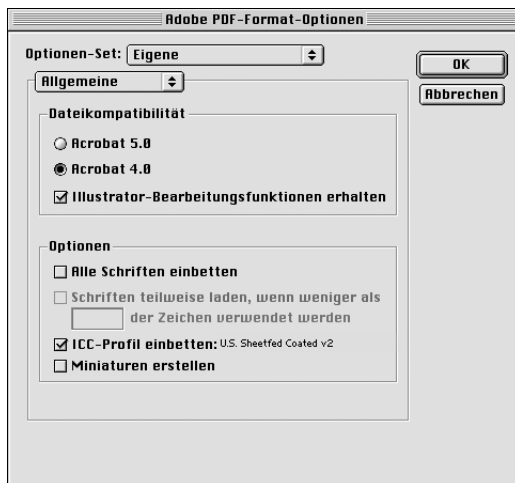 Adobe PDF-Format-Optionen
Optionen-Set: Eigene
OK
Allgemeine
Abbrechen
Dateikompatibilität
Acrobat 5.0
Acrobat 4.0
Illustrator-Bearbeitungsfunktionen erhalten
Optionen
Alle Schriften einbetten
Schriften teilweise laden, wenn weniger als
der Zeichen verwendet werden
ICC-Profil einbetten: U.S. Sheetfed Coated v2
Miniaturen erstellen